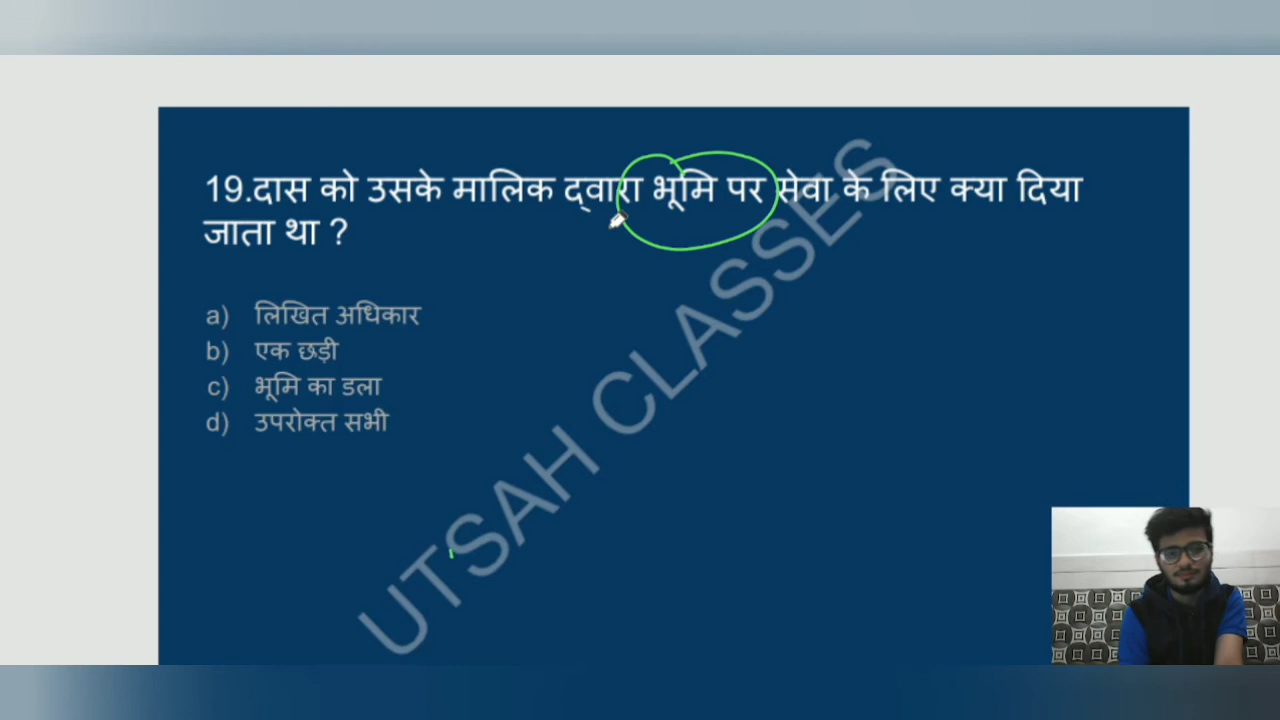 19.दास को उसके मालिक द्वारा भूमि पर सेवा के लिए क्या दिया
जाता था ?
a) लिखित अधिकार
b) एक छड़ी
c) भूमि का डला
d) उपरोक्त सभी
UTSAH CLASSES